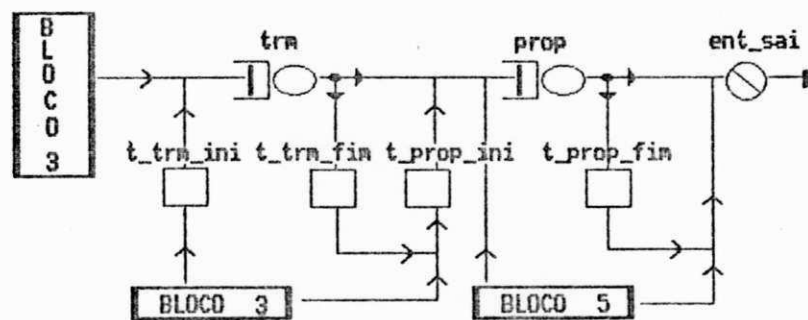 BLOCO 3
trm
prop
ent_sai
t_trm_ini
t_trm_fim
t_prop_ini
t_prop_fim
BLOCO 3
BLOCO 5